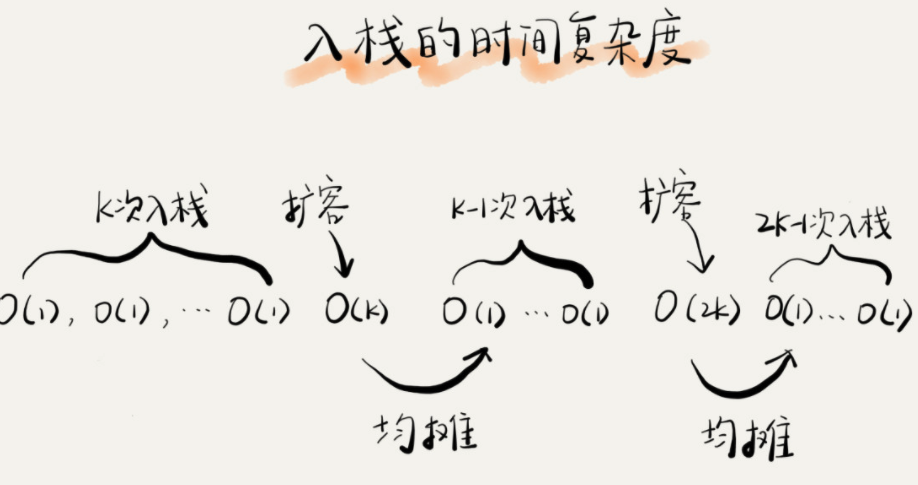 入栈的时间复杂度
K次入栈 扩容 K-1次入栈 扩容 2K-1次入栈
O(1), O(1), ... O(1) O(K) O(1) ... O(1) O(2K) O(1) ... O(1)
均摊 均摊